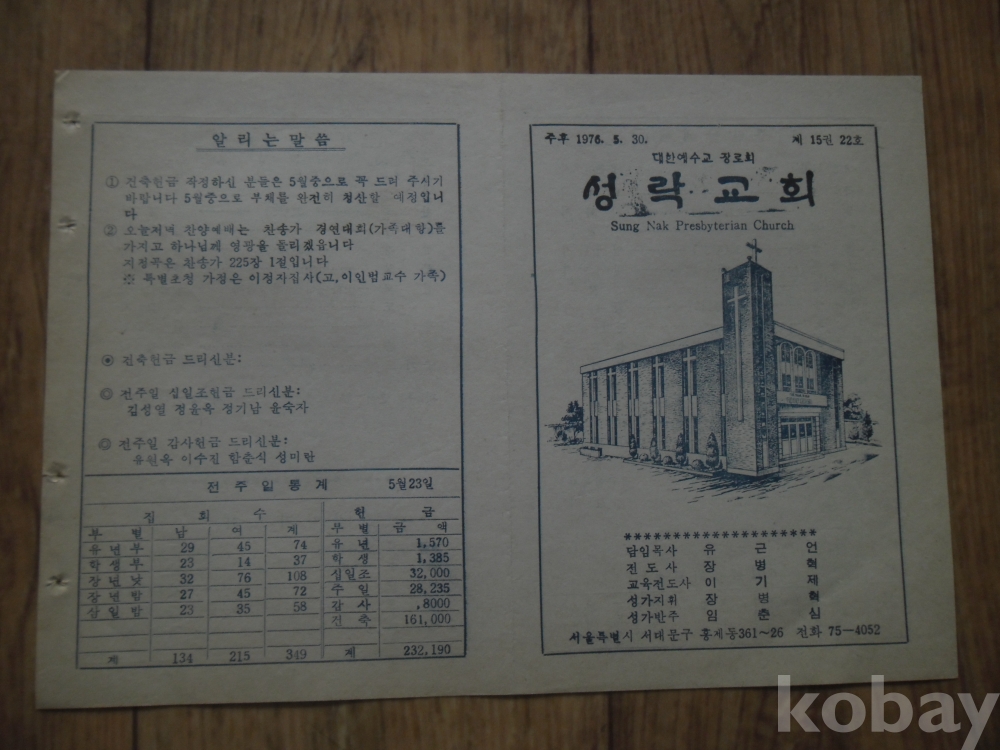 알리는말씀
① 건축헌금 작정하신 분들은 5월중으로 꼭 드려 주시기
바랍니다 5월중으로 부채를 완전히 청산할 예정입니
다
② 오늘저녁 찬양예배는 찬송가 경연대회(가족대항)를
가지고 하나님께 영광을 돌리겠읍니다
지정곡은 찬송가 225장 1절입니다
※ 특별초청 가정은 이정자집사(고,이인범교수 가족)
◉ 건축헌금 드리신분:
◎ 전주일 십일조헌금 드리신분:
김성열 정율옥 정기남 윤숙자
◎ 전주일 감사헌금 드리신분:
유원옥 이수진 함춘식 성미란
전주일통계 5월23일
집회수 헌금
부별 남 여 계 부별 금액
유년부 29 45 74 유년 1,570
학생부 23 14 37 학생 1,385
장년낮 32 76 108 십일조 32,000
장년밤 27 45 72 주일 28,235
삼일밤 23 35 58 감사 ,8000
건축 161,000
계 134 215 349 계 232,190
주후 1976. 5. 30. 제 15권 22호
대한예수교 장로회
성락교회
Sung Nak Presbyterian Church
********************
담임목사 유근언
전도사 장병혁
교육전도사 이기제
성가지휘 장병혁
성가반주 임춘심
서울특별시 서대문구 홍제동361~26 전화 75-4052
kobay